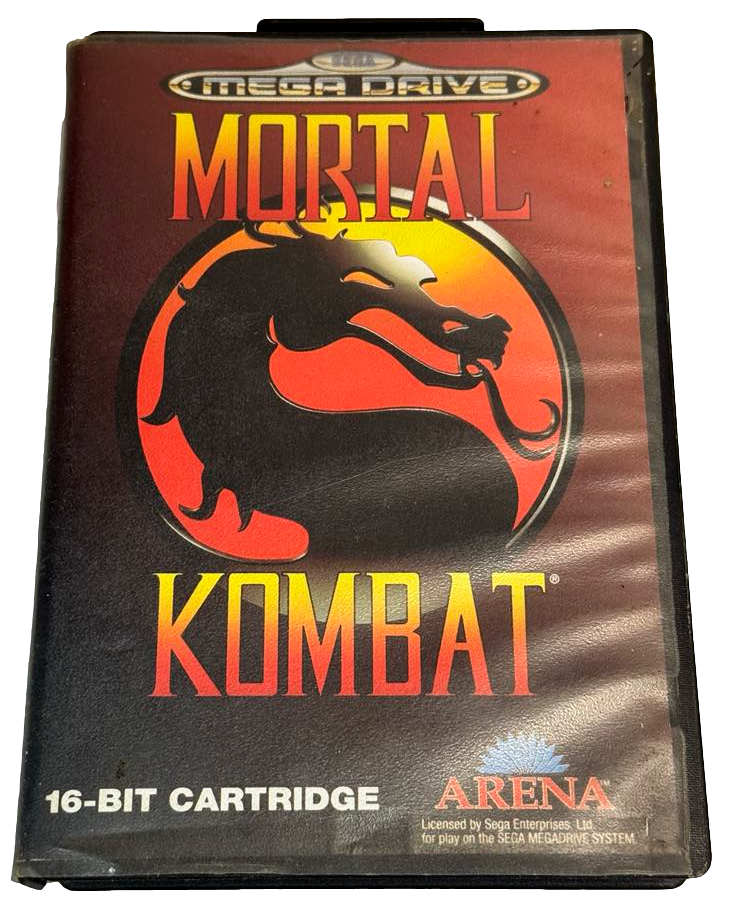 SEGA
MEGA DRIVE
MORTAL
KOMBAT®
16-BIT CARTRIDGE
ARENA™
Licensed by Sega Enterprises, Ltd.
for play on the SEGA MEGADRIVE SYSTEM